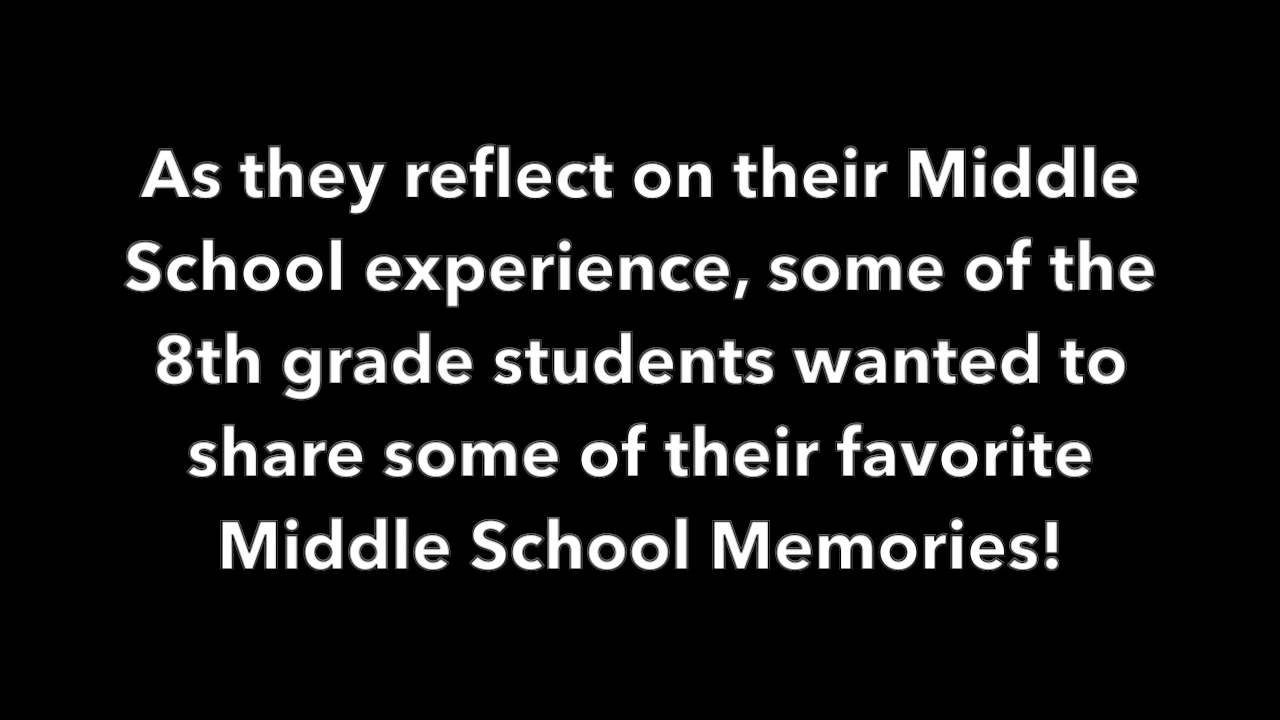 As they reflect on their Middle
School experience, some of the
8th grade students wanted to
share some of their favorite
Middle School Memories!